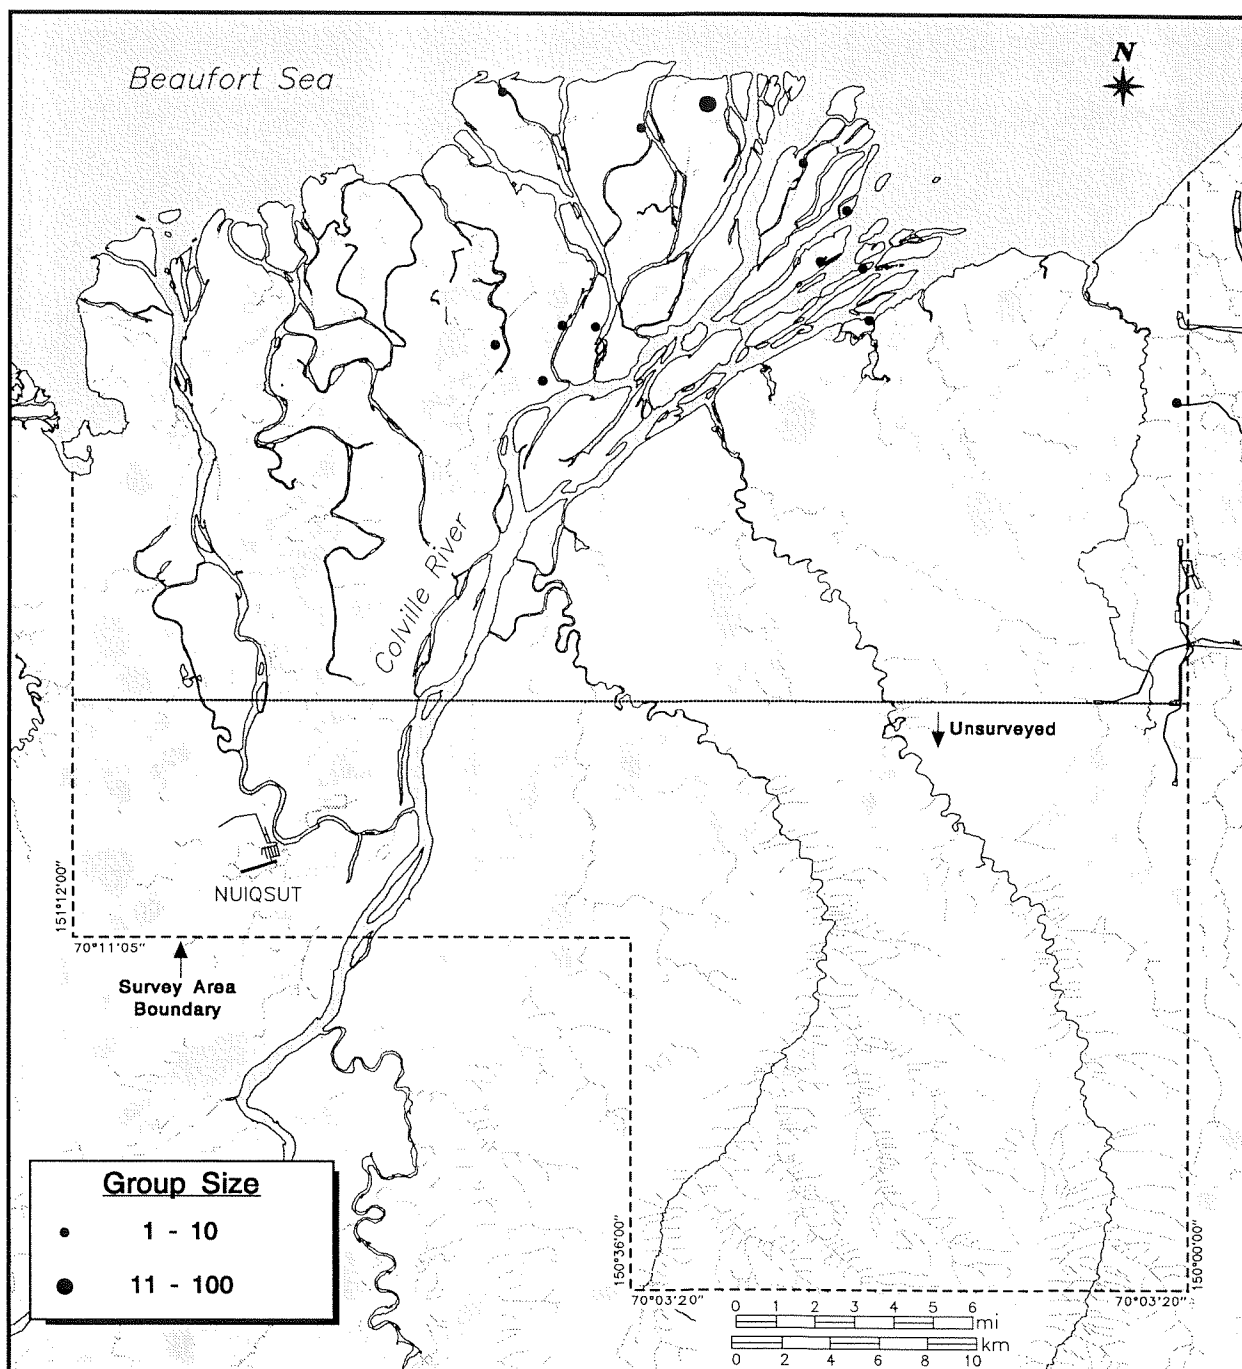 Beaufort Sea
N
Colville River
Unsurveyed
NUIQSUT
151°12'00"
70°11'05"
Survey Area
Boundary
150°36'00"
150°00'00"
70°03'20"
70°03'20"
Group Size
1 - 10
11 - 100
0 1 2 3 4 5 6
mi
km
0 2 4 6 8 10